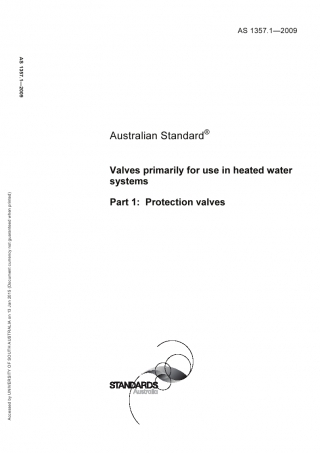 AS 1357.1—2009
AS 1357.1—2009
Australian Standard®
Valves primarily for use in heated water
systems
Part 1: Protection valves
Accessed by UNIVERSITY OF SOUTH AUSTRALIA on 15 Jan 2015 (Document currency not guaranteed when printed)
STANDARDS
Australia